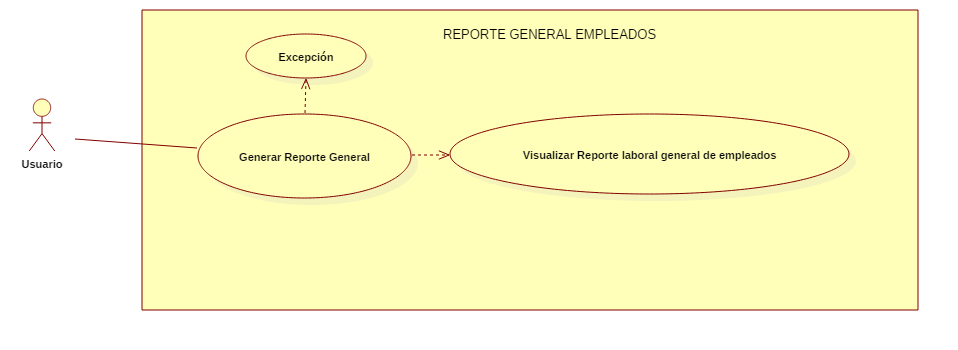 REPORTE GENERAL EMPLEADOS
Excepción
Generar Reporte General
Visualizar Reporte laboral general de empleados
Usuario